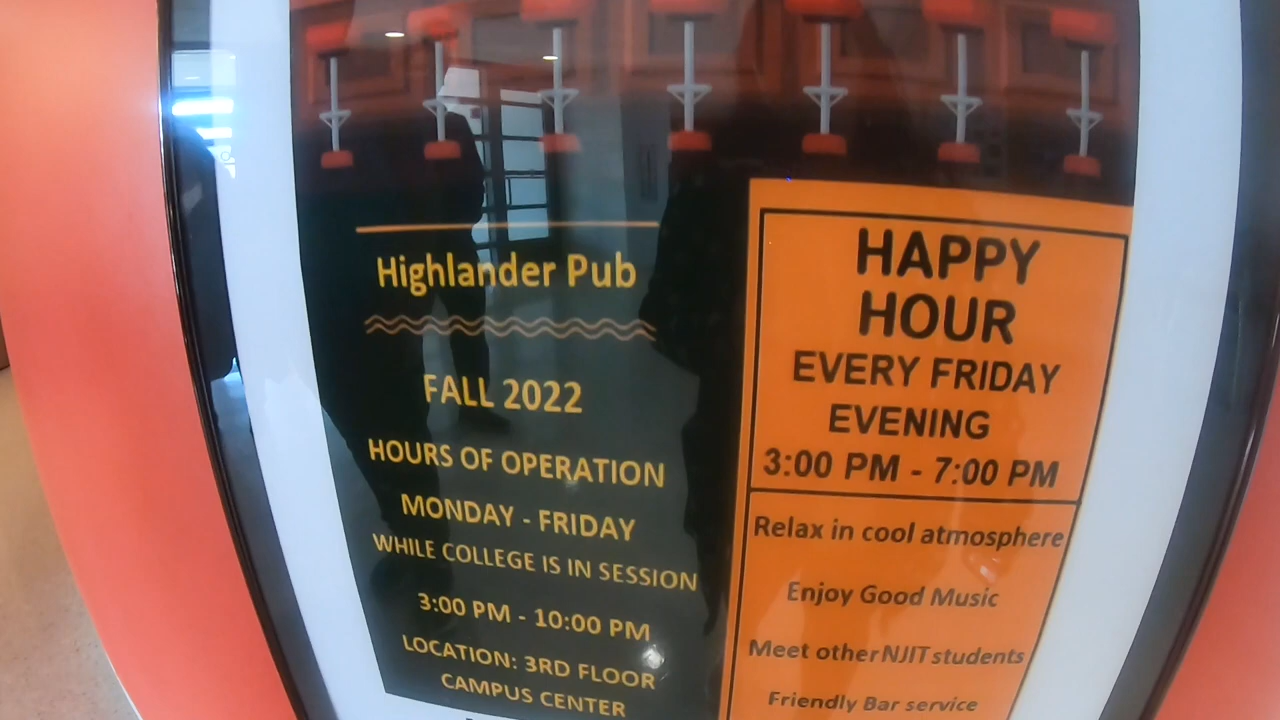 Highlander Pub
FALL 2022
HOURS OF OPERATION
MONDAY - FRIDAY
WHILE COLLEGE IS IN SESSION
3:00 PM - 10:00 PM
LOCATION: 3RD FLOOR
CAMPUS CENTER
HAPPY
HOUR
EVERY FRIDAY
EVENING
3:00 PM - 7:00 PM
Relax in cool atmosphere
Enjoy Good Music
Meet other NJIT students
Friendly Bar service